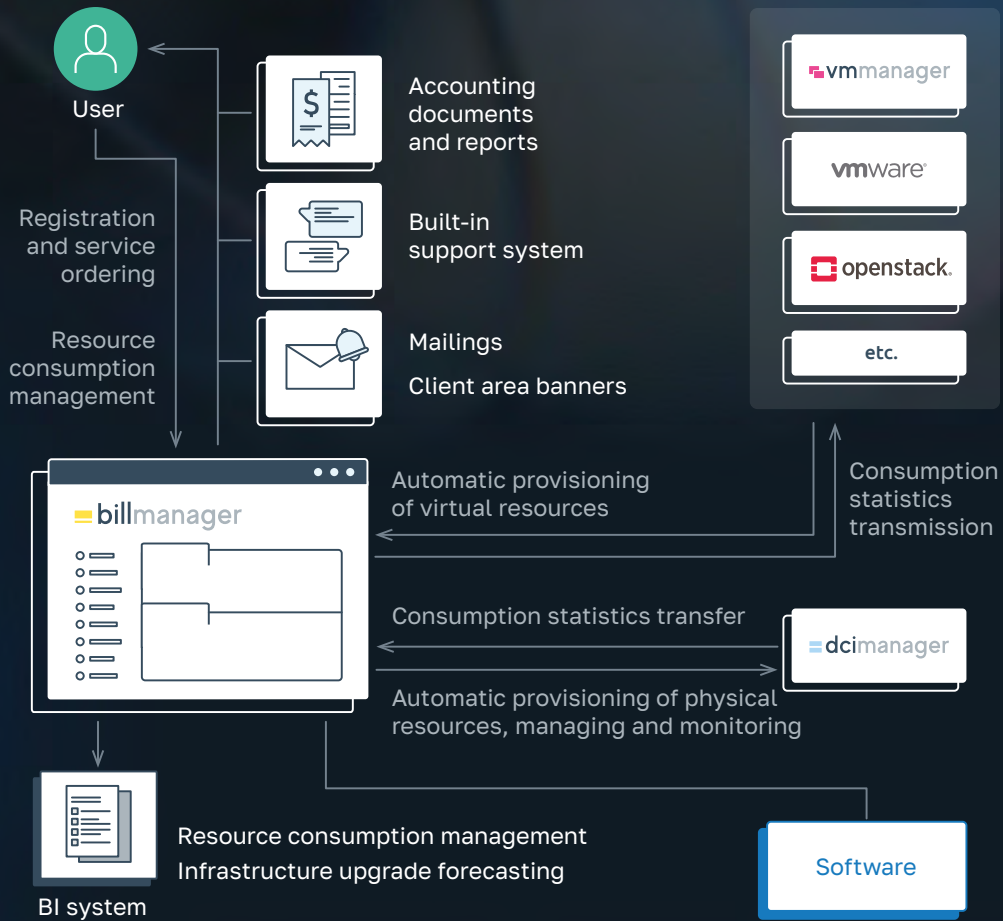 User
Accounting
documents
and reports
$
Registration
and service
ordering
Built-in
support system
Resource
consumption
management
Mailings
Client area banners
vmmanager
vmware®
openstack.
etc.
billmanager
Automatic provisioning
of virtual resources
Consumption
statistics
transmission
Consumption statistics transfer
dcimanager
Automatic provisioning of physical
resources, managing and monitoring
BI system
Resource consumption management
Infrastructure upgrade forecasting
Software